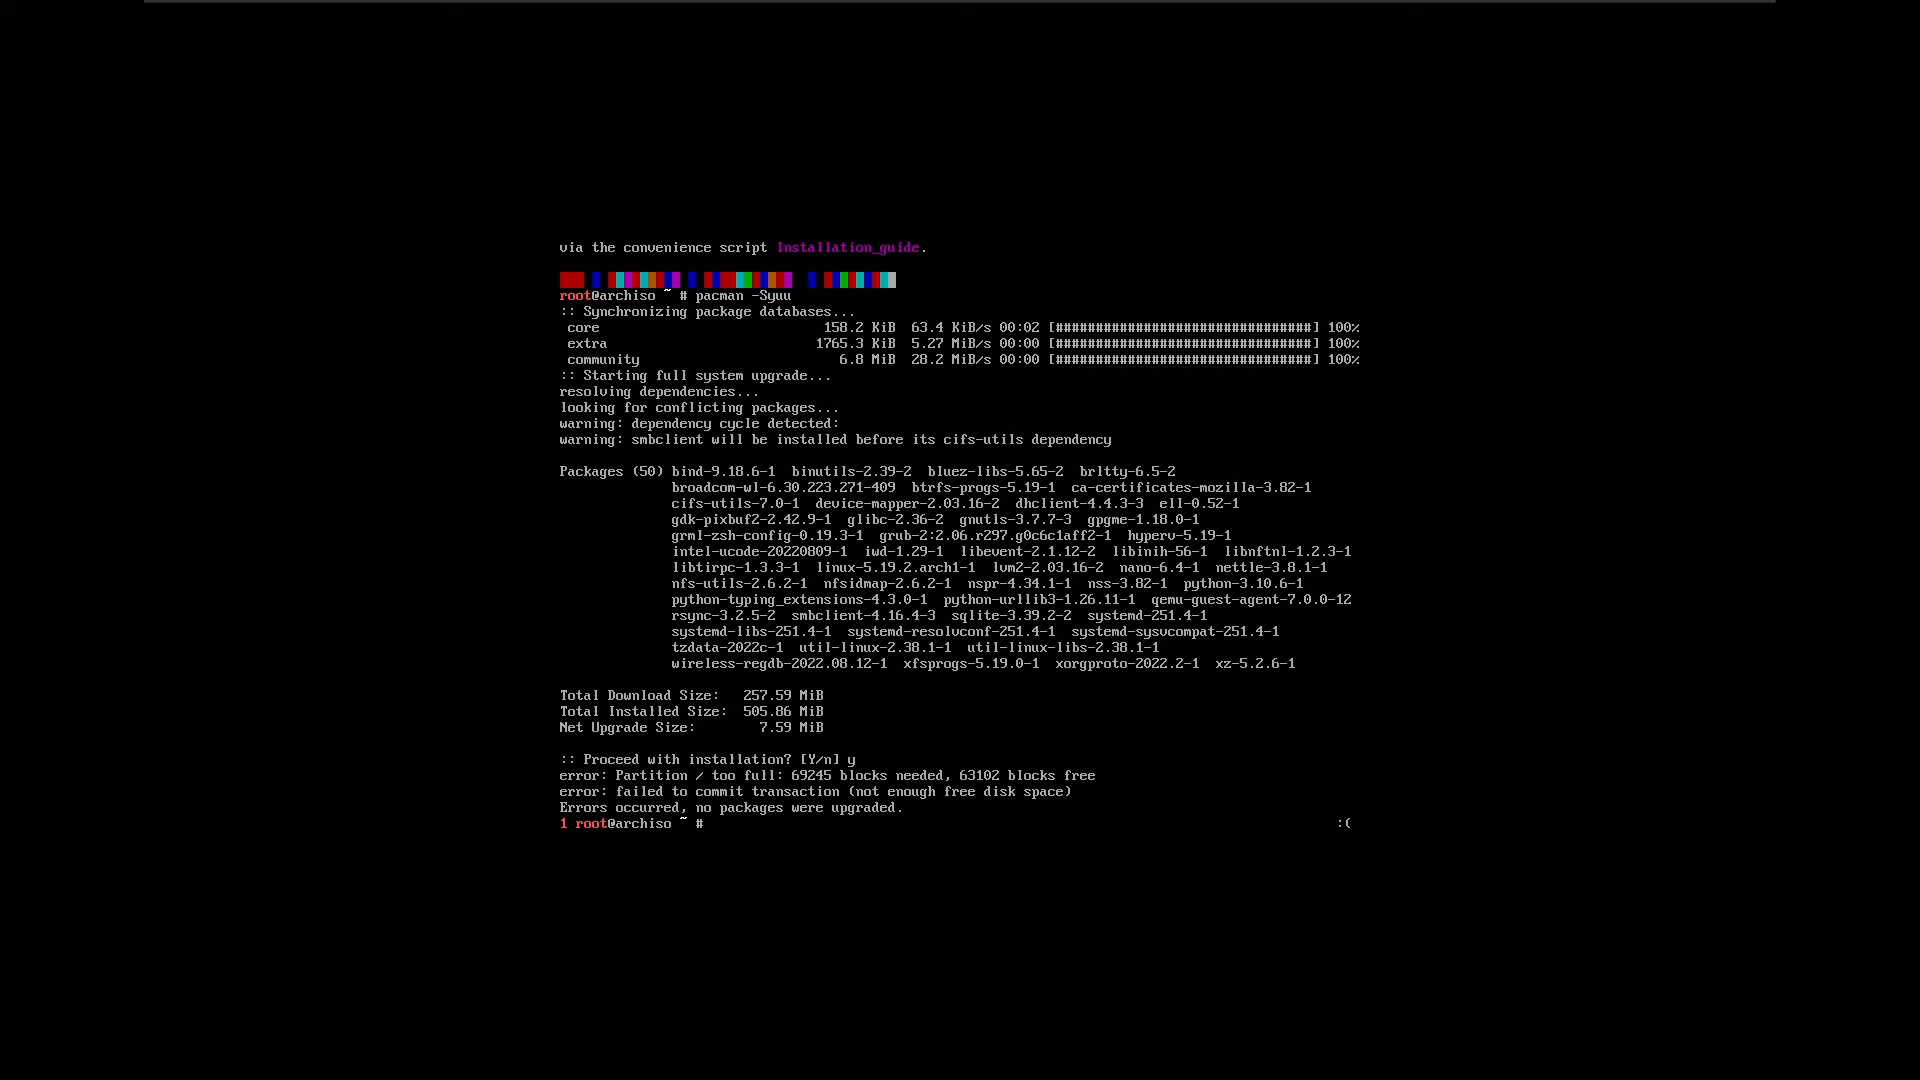 via the convenience script Installation_guide.
root@archiso ~ # pacman -Syuu
:: Synchronizing package databases...
core 158.2 KiB 63.4 KiB/s 00:02 [################################] 100%
extra 1765.3 KiB 5.27 MiB/s 00:00 [################################] 100%
community 6.8 MiB 28.2 MiB/s 00:00 [################################] 100%
:: Starting full system upgrade...
resolving dependencies...
looking for conflicting packages...
warning: dependency cycle detected:
warning: smbclient will be installed before its cifs-utils dependency
Packages (50) bind-9.18.6-1 binutils-2.39-2 bluez-libs-5.65-2 brltty-6.5-2
broadcom-wl-6.30.223.271-409 btrfs-progs-5.19-1 ca-certificates-mozilla-3.82-1
cifs-utils-7.0-1 device-mapper-2.03.16-2 dhclient-4.4.3-3 ell-0.52-1
gdk-pixbuf2-2.42.9-1 glibc-2.36-2 gnutls-3.7.7-3 gpgme-1.18.0-1
grml-zsh-config-0.19.3-1 grub-2:2.06.r297.g0c6c1aff2-1 hyperv-5.19-1
intel-ucode-20220809-1 iwd-1.29-1 libevent-2.1.12-2 libinih-56-1 libnftnl-1.2.3-1
libtirpc-1.3.3-1 linux-5.19.2.arch1-1 lvm2-2.03.16-2 nano-6.4-1 nettle-3.8.1-1
nfs-utils-2.6.2-1 nfsidmap-2.6.2-1 nspr-4.34.1-1 nss-3.82-1 python-3.10.6-1
python-typing_extensions-4.3.0-1 python-urllib3-1.26.11-1 qemu-guest-agent-7.0.0-12
rsync-3.2.5-2 smbclient-4.16.4-3 sqlite-3.39.2-2 systemd-251.4-1
systemd-libs-251.4-1 systemd-resolvconf-251.4-1 systemd-sysvcompat-251.4-1
tzdata-2022c-1 util-linux-2.38.1-1 util-linux-libs-2.38.1-1
wireless-regdb-2022.08.12-1 xfsprogs-5.19.0-1 xorgproto-2022.2-1 xz-5.2.6-1
Total Download Size: 257.59 MiB
Total Installed Size: 505.86 MiB
Net Upgrade Size: 7.59 MiB
:: Proceed with installation? [Y/n] y
error: Partition / too full: 69245 blocks needed, 63102 blocks free
error: failed to commit transaction (not enough free disk space)
Errors occurred, no packages were upgraded.
1 root@archiso ~ # :(